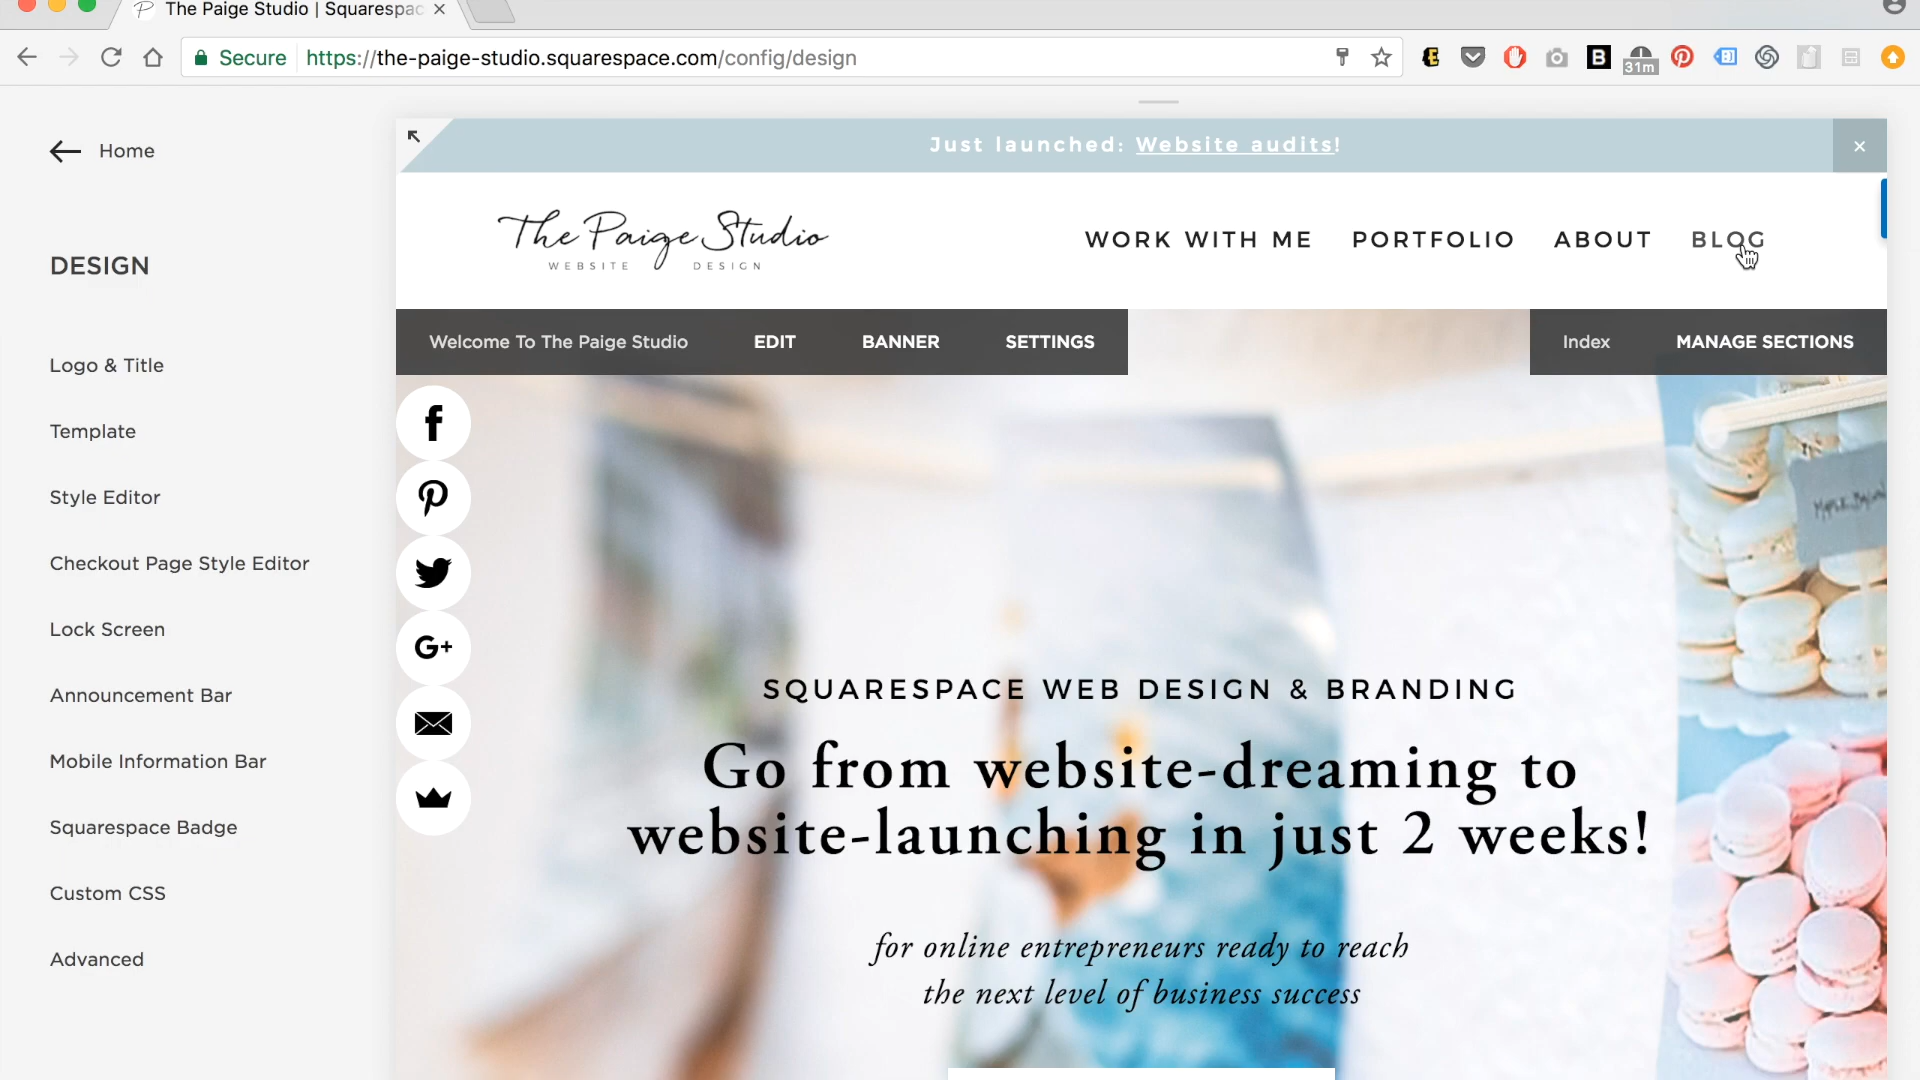 The Paige Studio | Squarespac
Secure https://the-paige-studio.squarespace.com/config/design
31m
Home
DESIGN
Logo & Title
Template
Style Editor
Checkout Page Style Editor
Lock Screen
Announcement Bar
Mobile Information Bar
Squarespace Badge
Custom CSS
Advanced
Just launched: Website audits!
The Paige Studio
WEBSITE DESIGN
WORK WITH ME PORTFOLIO ABOUT BLOG
Welcome To The Paige Studio EDIT BANNER SETTINGS
Index MANAGE SECTIONS
SQUARESPACE WEB DESIGN & BRANDING
Go from website-dreaming to
website-launching in just 2 weeks!
for online entrepreneurs ready to reach
the next level of business success